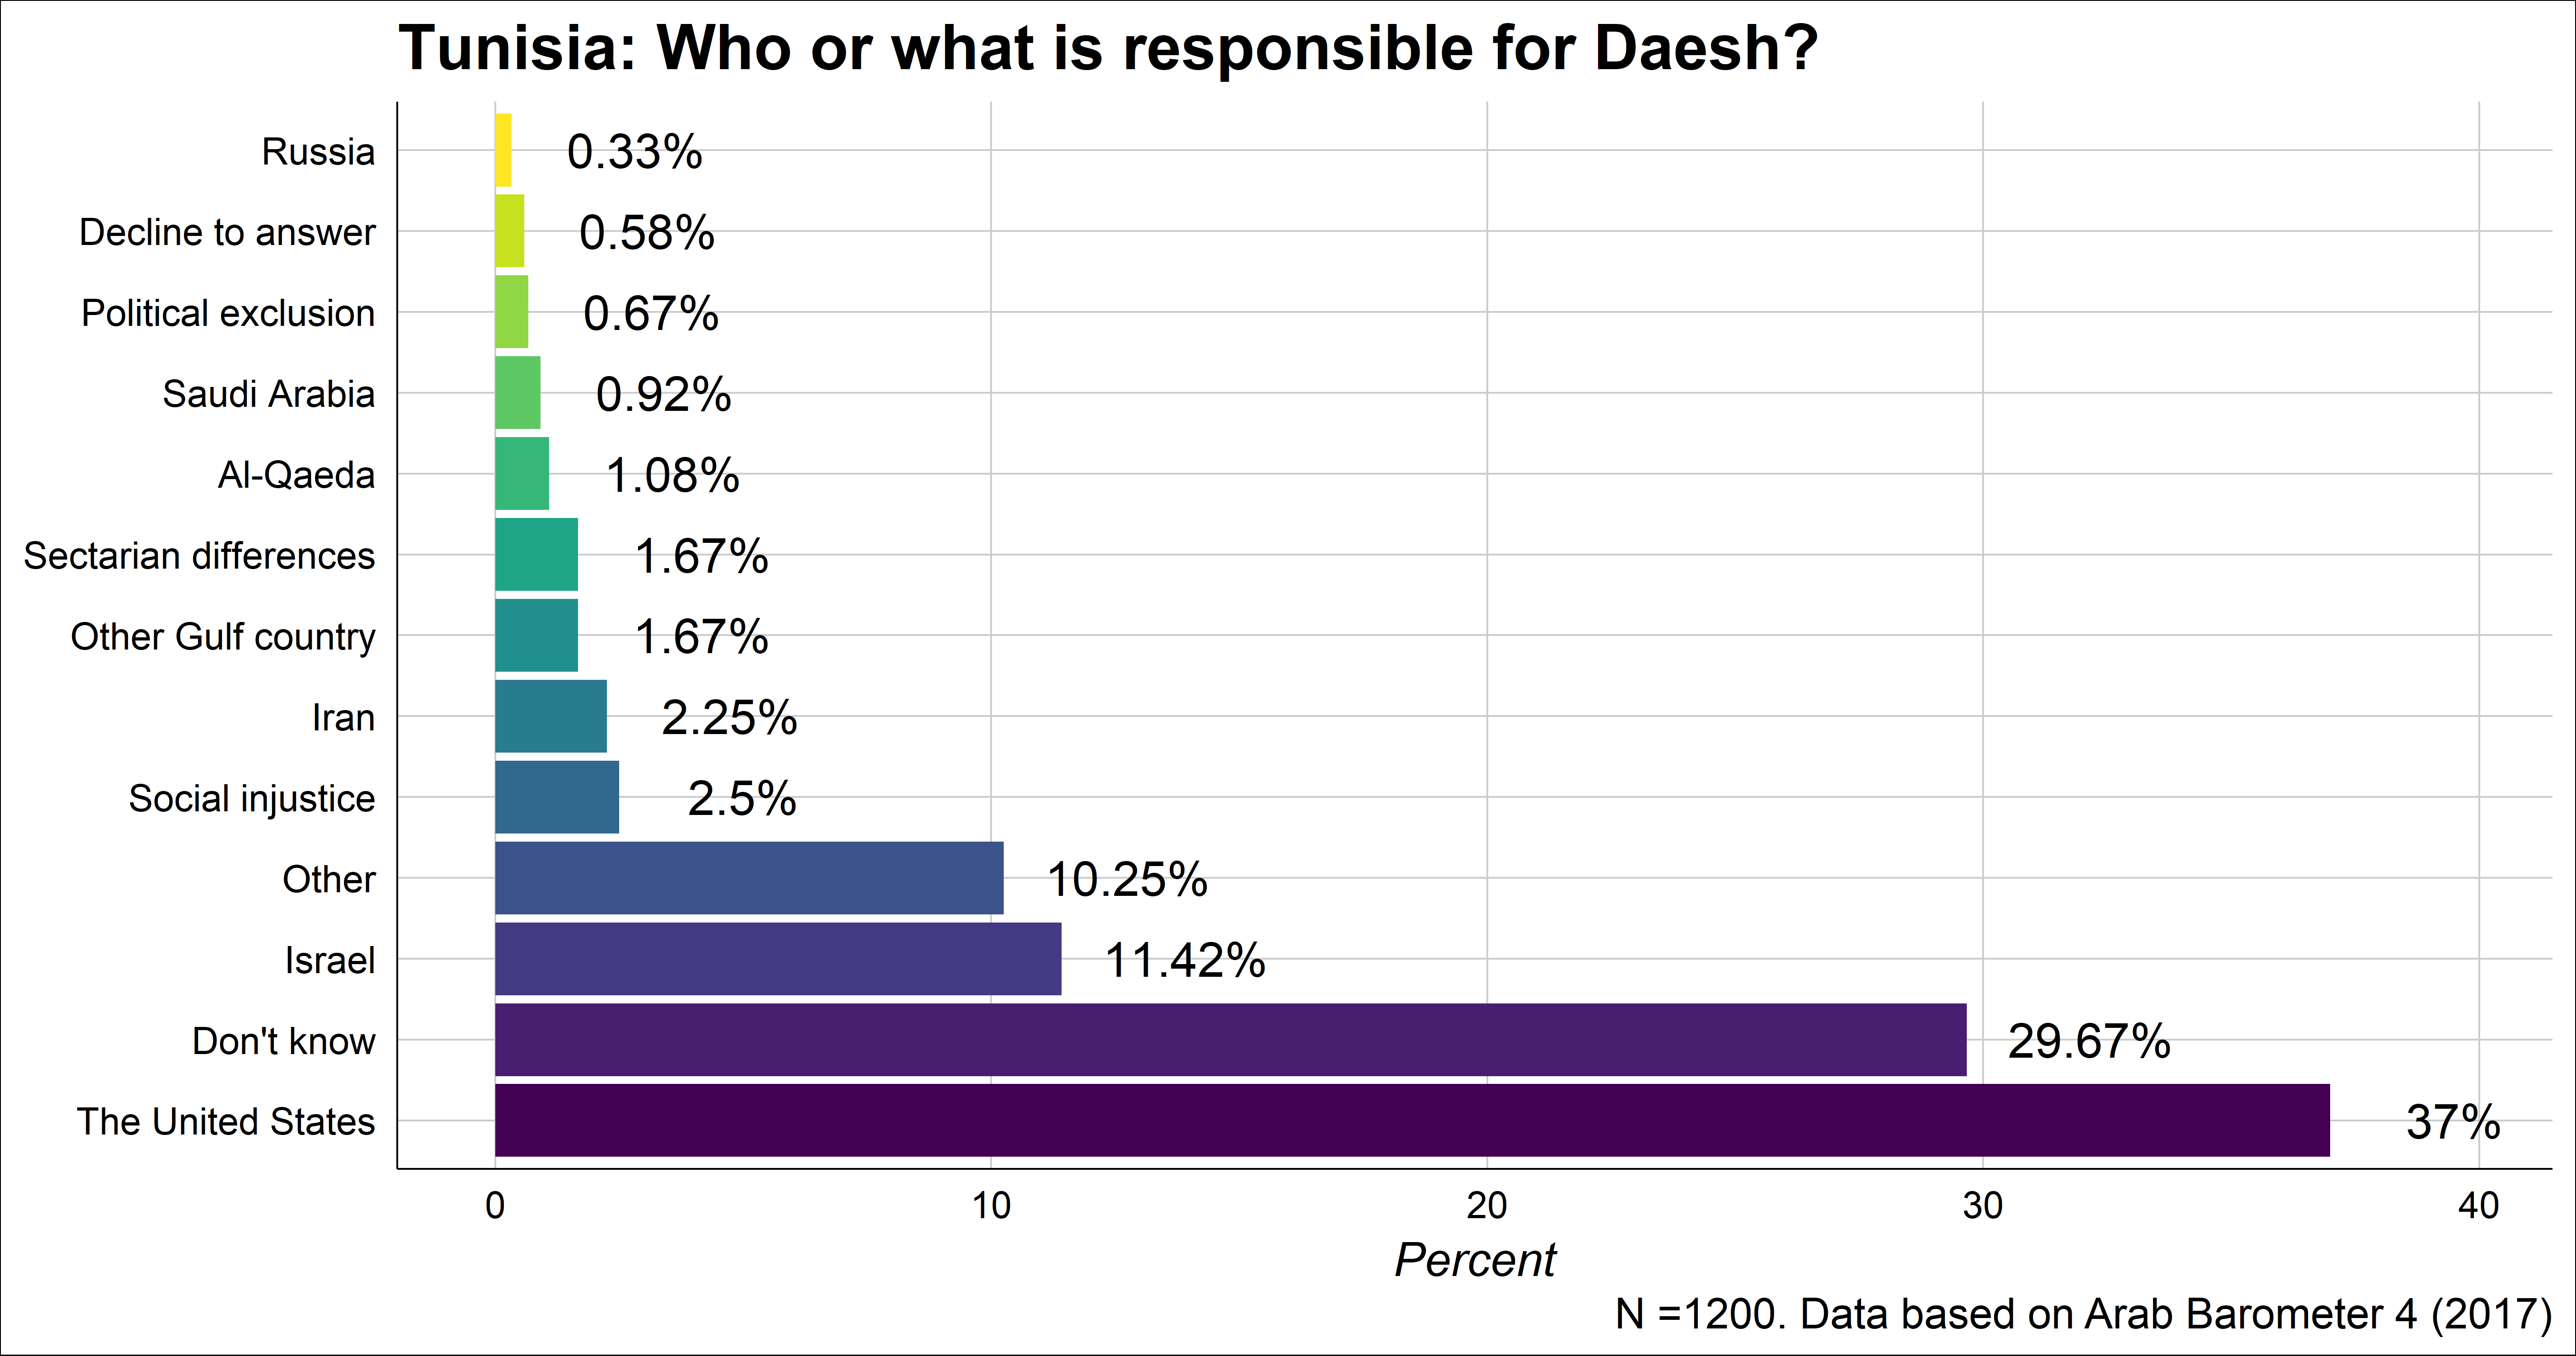 Tunisia: Who or what is responsible for Daesh?
Russia 0.33%
Decline to answer 0.58%
Political exclusion 0.67%
Saudi Arabia 0.92%
Al-Qaeda 1.08%
Sectarian differences 1.67%
Other Gulf country 1.67%
Iran 2.25%
Social injustice 2.5%
Other 10.25%
Israel 11.42%
Don't know 29.67%
The United States 37%
0 10 20 30 40
Percent
N =1200. Data based on Arab Barometer 4 (2017)